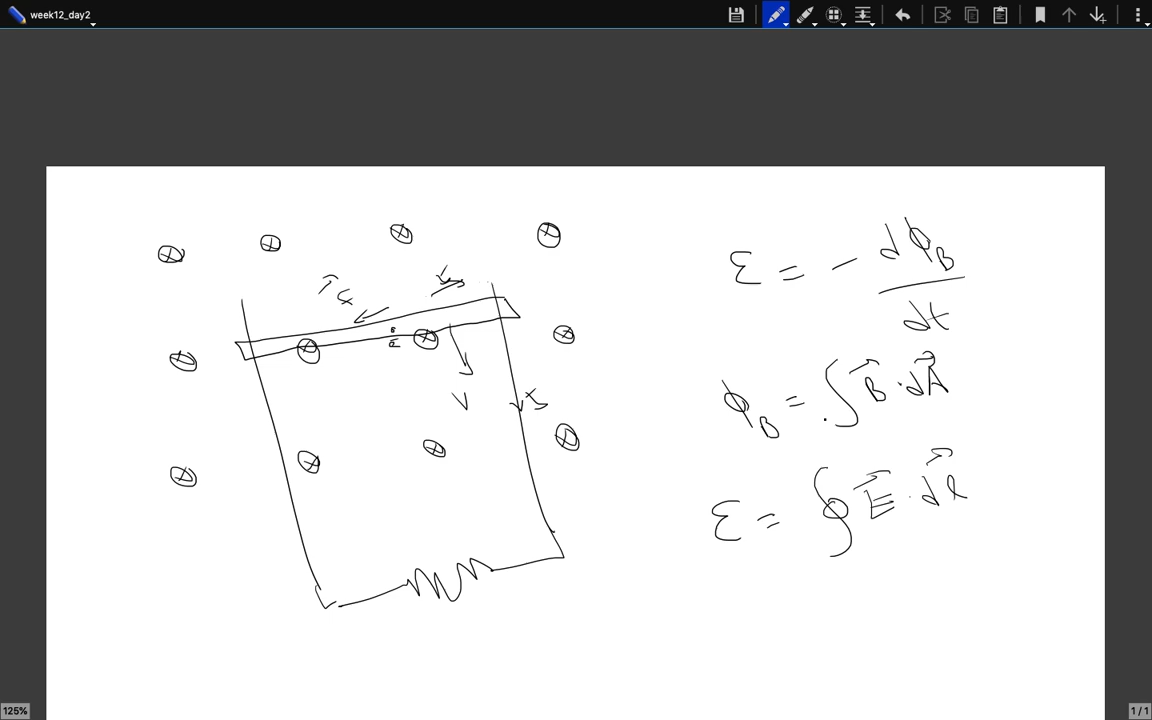 week12_day2
ε = - dϕ_B
dt
v
ϕ_B = ∫ B⃗ · dA⃗
ε = ∮ E⃗ · dl⃗
125%
1/1